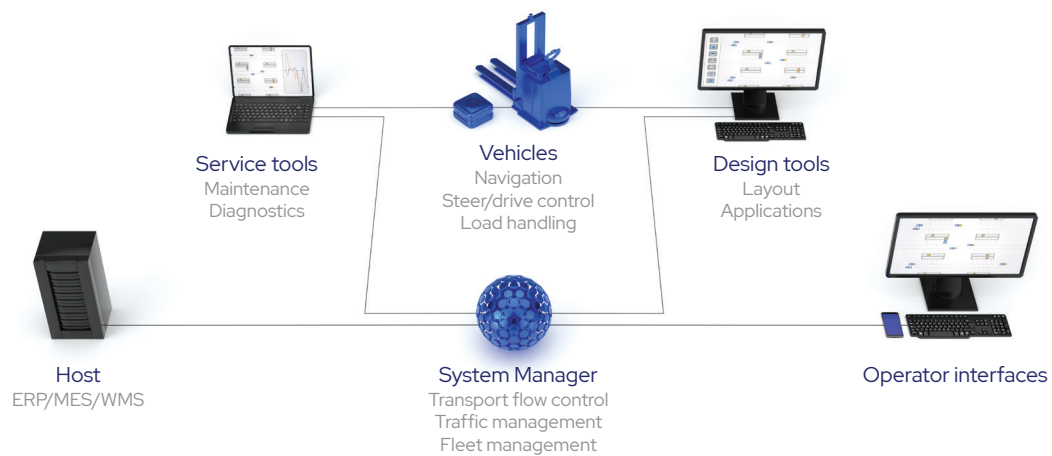 Service tools
Maintenance
Diagnostics
Vehicles
Navigation
Steer/drive control
Load handling
Design tools
Layout
Applications
Host
ERP/MES/WMS
System Manager
Transport flow control
Traffic management
Fleet management
Operator interfaces